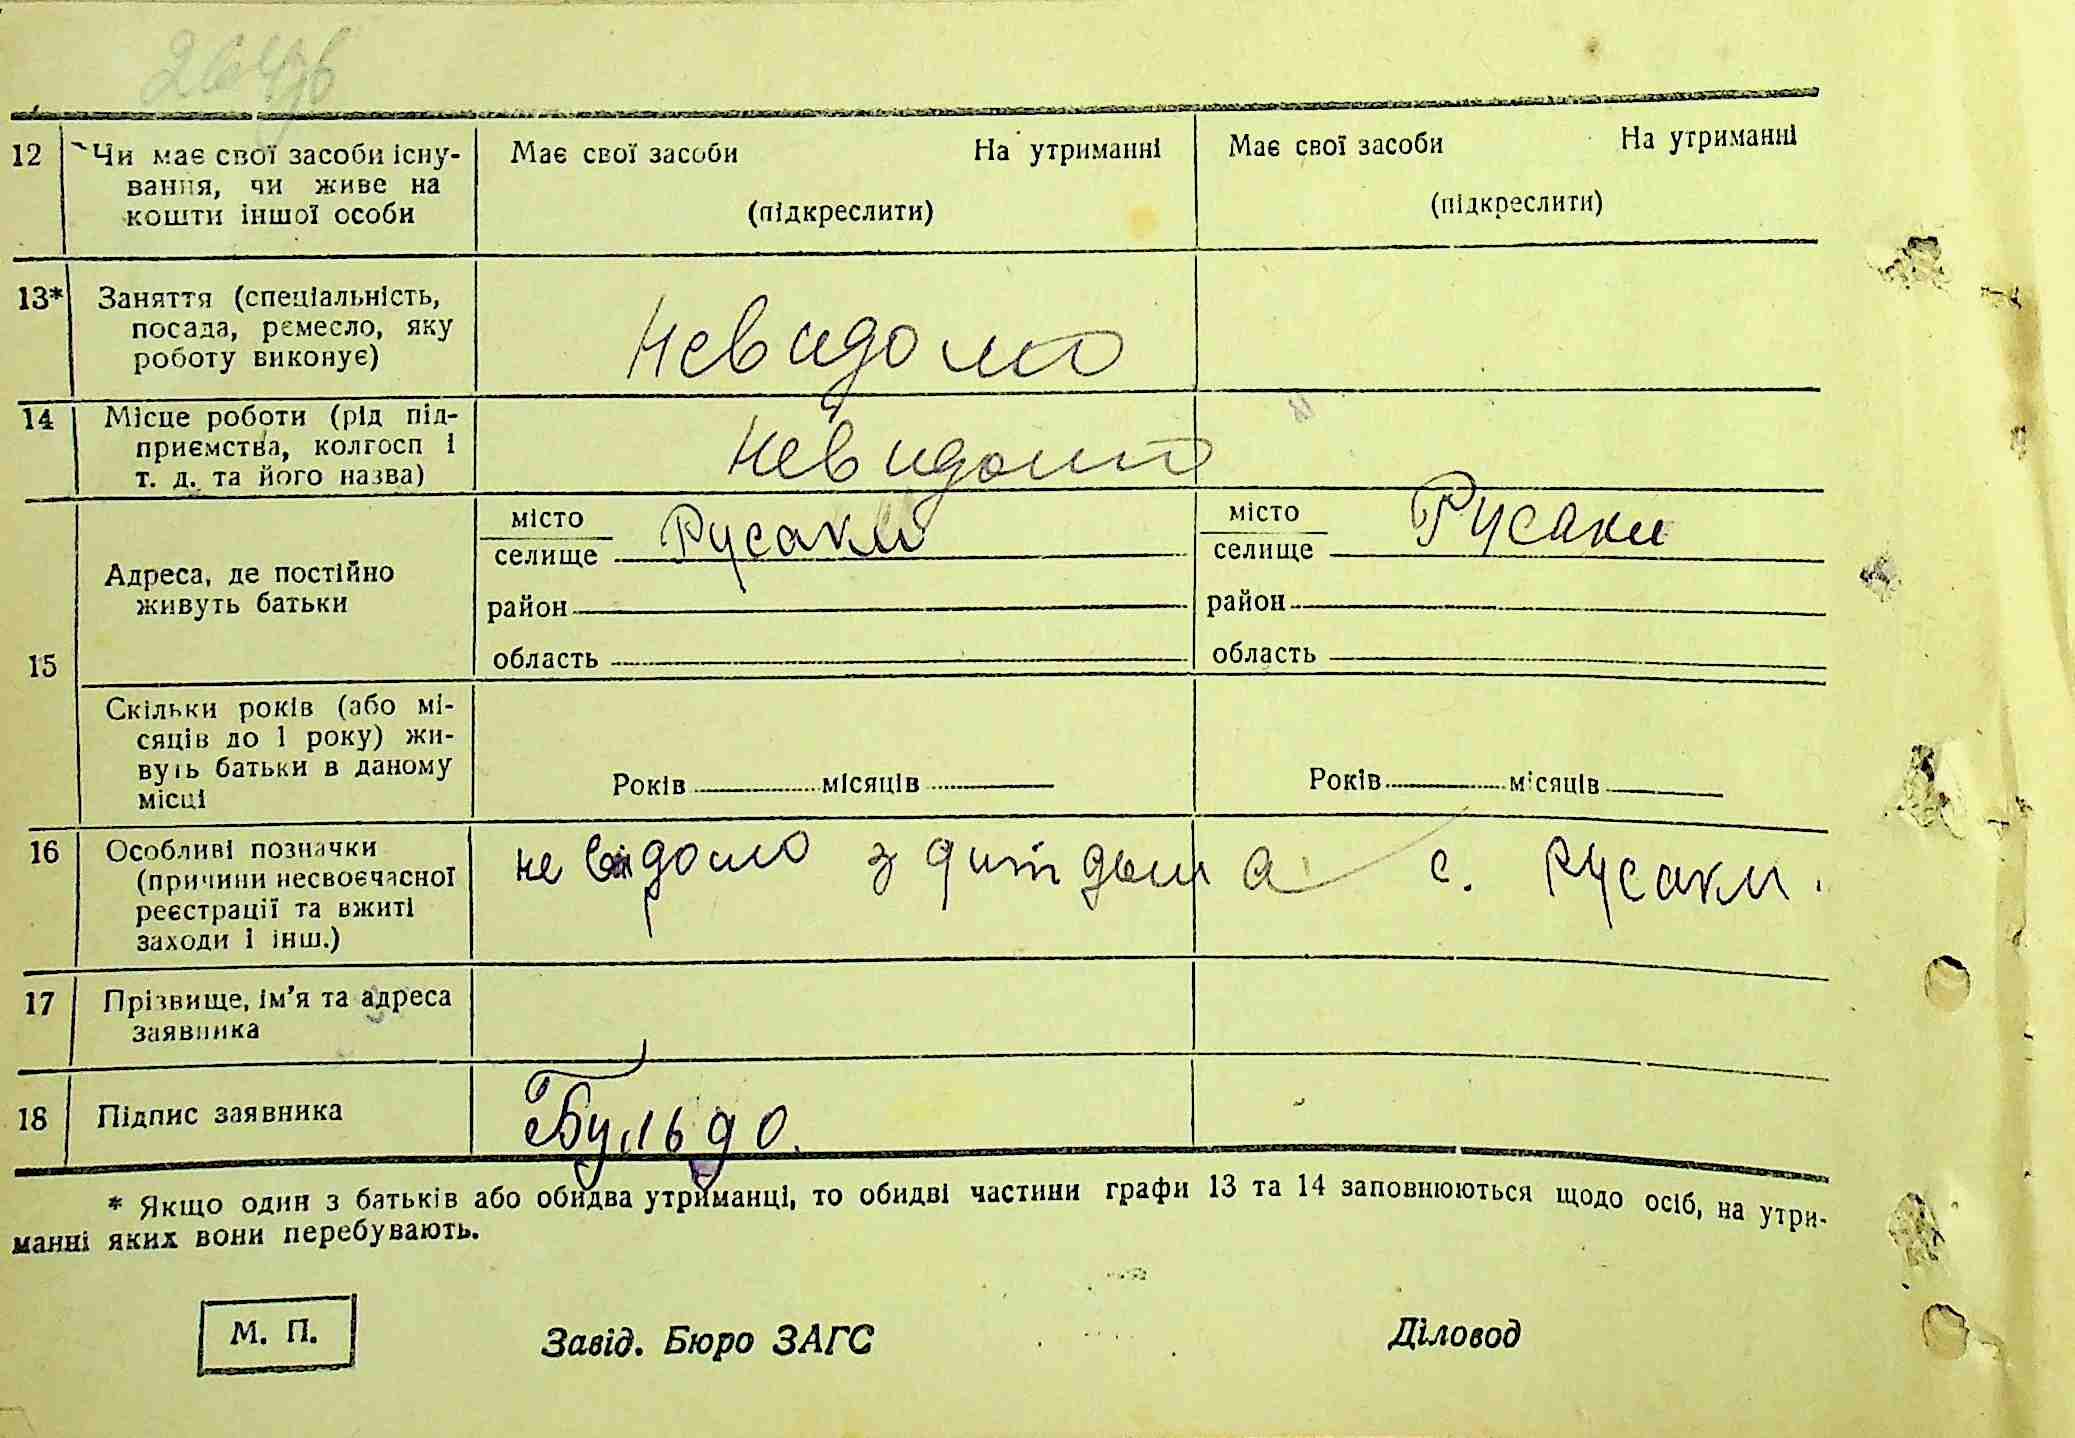 12 Чи має свої засоби існу- Має свої засоби На утриманні Має свої засоби На утриманні
вання, чи живе на
кошти іншої особи (підкреслити) (підкреслити)
13* Заняття (спеціальність,
посада, ремесло, яку Невидомо
роботу виконує)
14 Місце роботи (рід під-
приємства, колгосп і Невидомо
т. д. та його назва)
місто Русаки місто Русаки
селище селище
Адреса, де постійно
живуть батьки район район
15 область область
Скільки років (або мі-
сяців до 1 року) жи-
вуть батьки в даному Років місяців Років місяців
місці
16 Особливі позначки не відомо з дитдома с. Русаки.
(причини несвоєчасної
реєстрації та вжиті
заходи і інш.)
17 Прізвище, ім'я та адреса
заявника
18 Підпис заявника Бульдо.
* Якщо один з батьків або обидва утриманці, то обидві частини графи 13 та 14 заповнюються щодо осіб, на утри-
манні яких вони перебувають.
М. П. Завід. Бюро ЗАГС Діловод